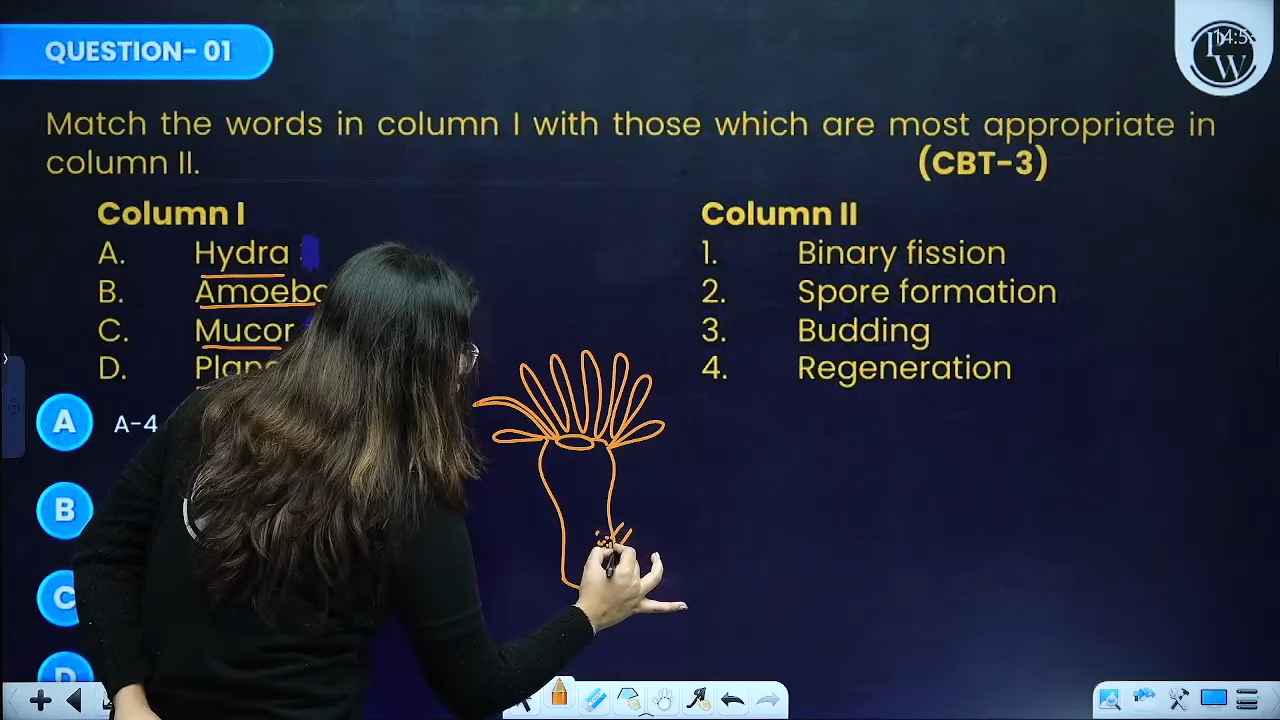 QUESTION- 01
Match the words in column I with those which are most appropriate in
column II. (CBT-3)
Column I Column II
A. Hydra 1. Binary fission
B. 2. Spore formation
C. Mucor 3. Budding
D. 4. Regeneration
A A-4
B
C
D